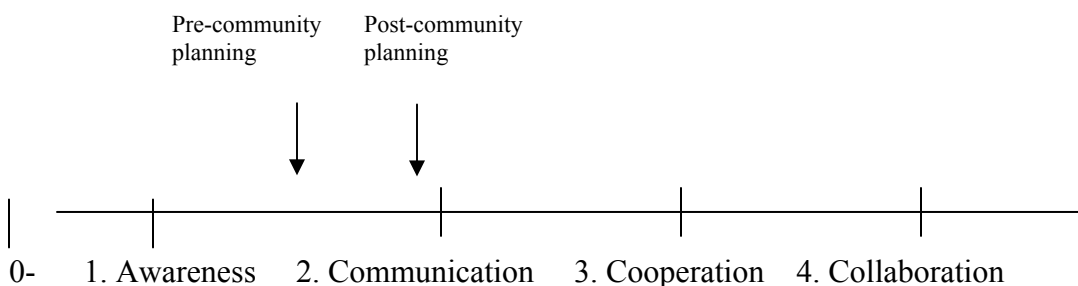 Pre-community
planning
Post-community
planning
0- 1. Awareness 2. Communication 3. Cooperation 4. Collaboration